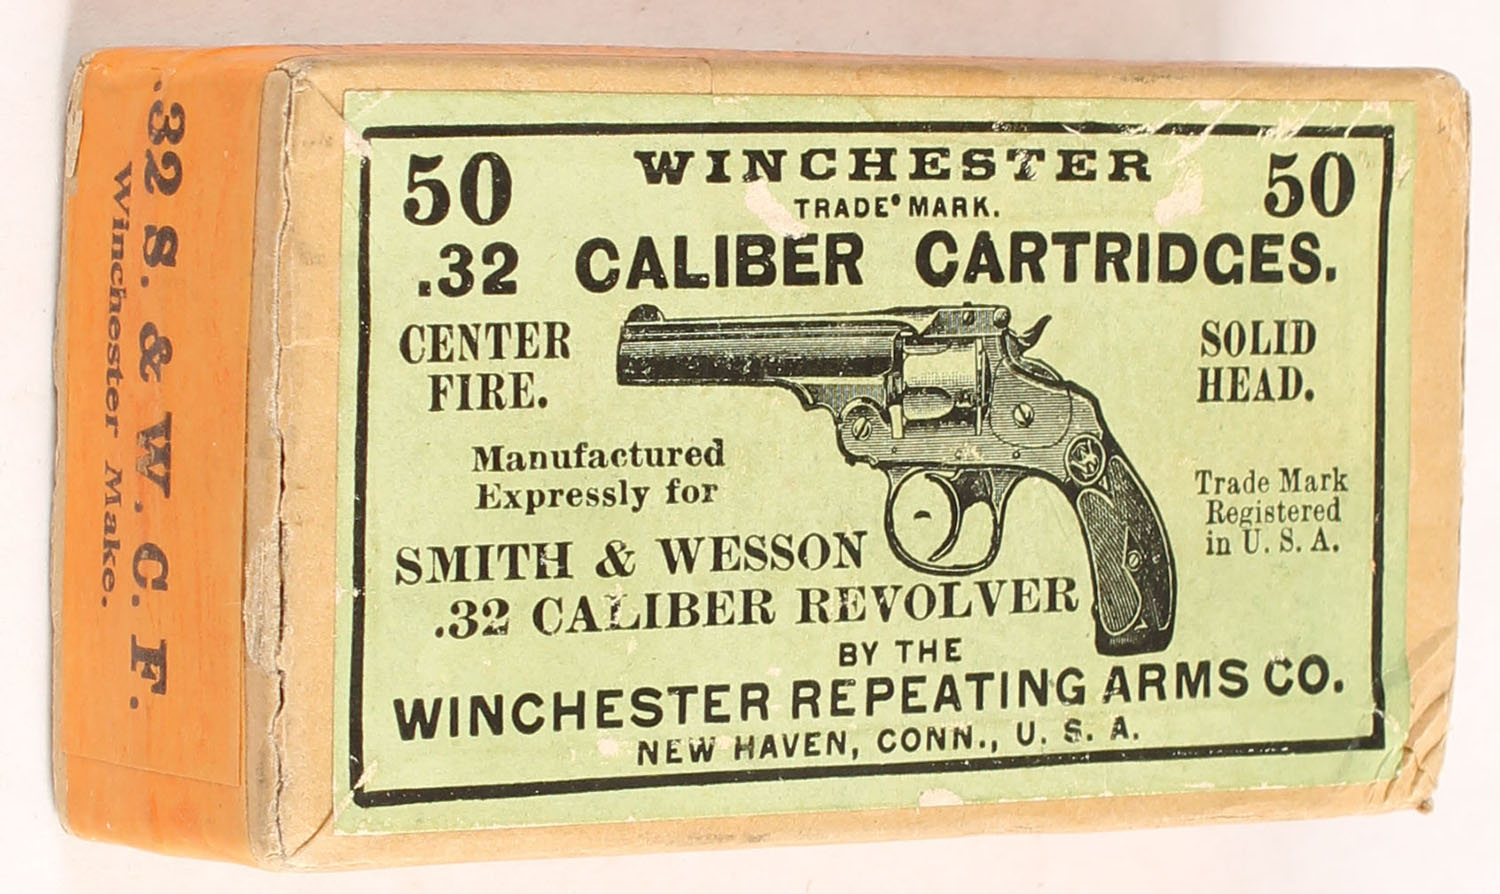 .32 S. & W. C. F.
Winchester Make.
50 WINCHESTER 50
TRADE MARK.
.32 CALIBER CARTRIDGES.
CENTER
FIRE.
SOLID
HEAD.
Manufactured
Expressly for
Trade Mark
Registered
in U. S. A.
SMITH & WESSON
.32 CALIBER REVOLVER
BY THE
WINCHESTER REPEATING ARMS CO.
NEW HAVEN, CONN., U. S. A.